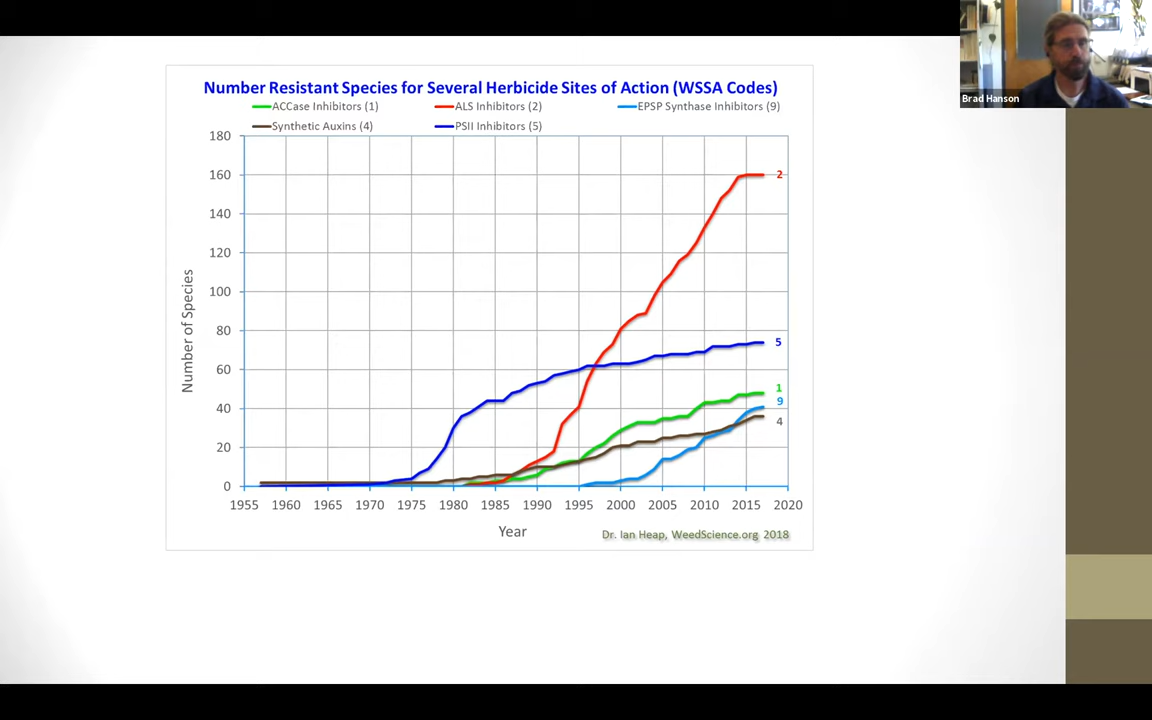 Brad Hanson
Number Resistant Species for Several Herbicide Sites of Action (WSSA Codes)
ACCase Inhibitors (1) ALS Inhibitors (2) EPSP Synthase Inhibitors (9)
Synthetic Auxins (4) PSII Inhibitors (5)
180
160
140
120
100
80
60
40
20
0
Number of Species
2
5
1
9
4
1955 1960 1965 1970 1975 1980 1985 1990 1995 2000 2005 2010 2015 2020
Year
Dr. Ian Heap, WeedScience.org 2018